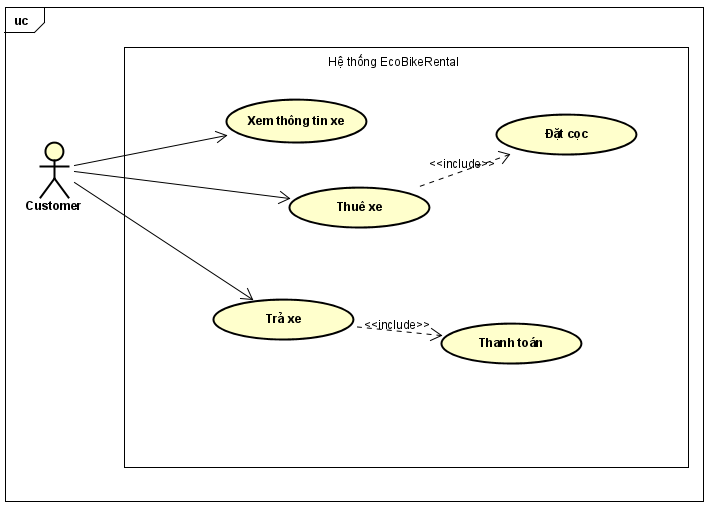 uc
Hệ thống EcoBikeRental
Xem thông tin xe
Đặt cọc
<<include>>
Thuê xe
Customer
Trả xe
<<include>>
Thanh toán